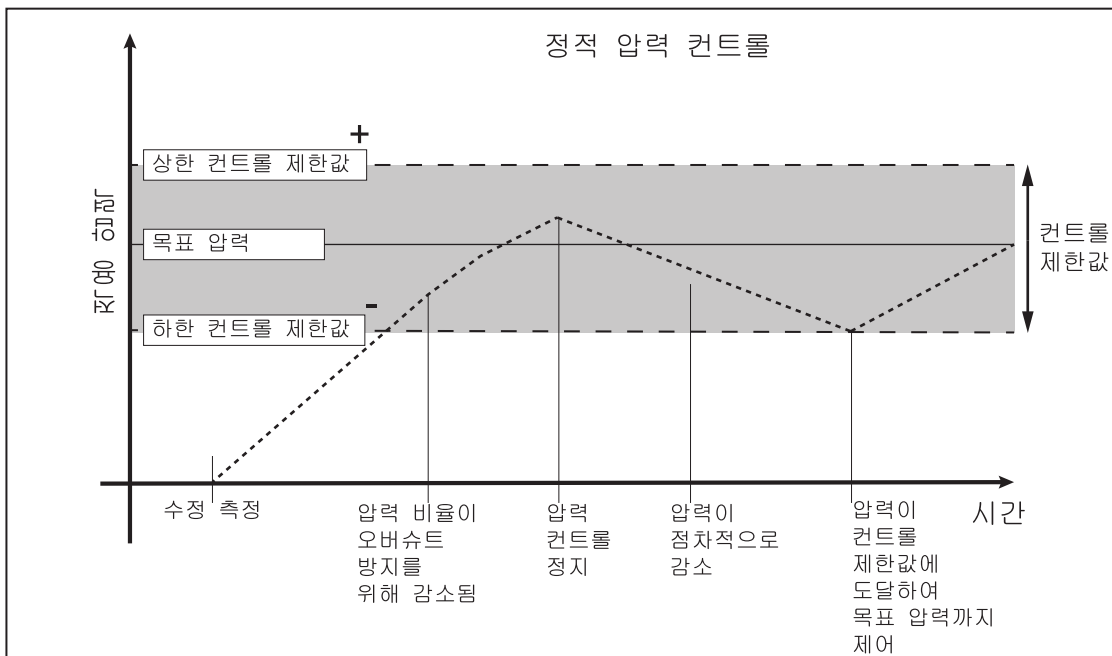 정적 압력 컨트롤
+
상한 컨트롤 제한값
적용 압력
목표 압력
컨트롤
제한값
-
하한 컨트롤 제한값
수정 측정
압력 비율이
오버슈트
방지를
위해 감소됨
압력
컨트롤
정지
압력이
점차적으로
감소
압력이
컨트롤
제한값에
도달하여
목표 압력까지
제어
시간